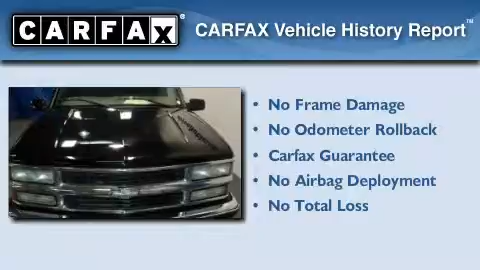 CARFAX®
CARFAX Vehicle History Report™
• No Frame Damage
• No Odometer Rollback
• Carfax Guarantee
• No Airbag Deployment
• No Total Loss